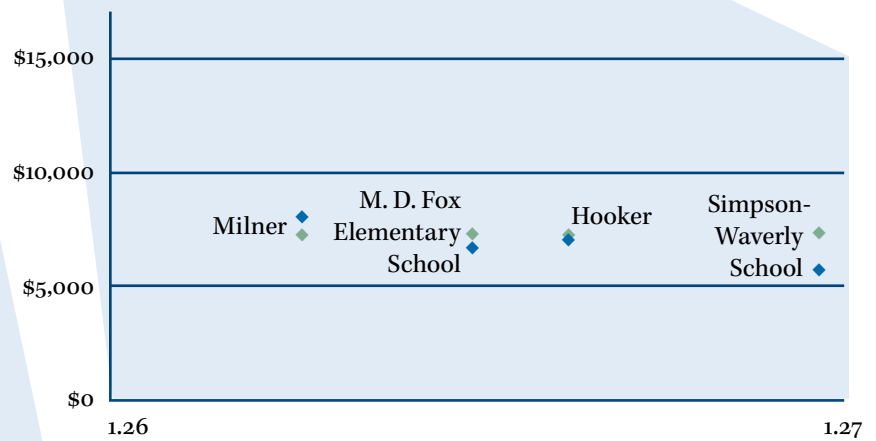 $15,000
$10,000
$5,000
$0
Milner
M. D. Fox
Elementary
School
Hooker
Simpson-
Waverly
School
1.26
1.27